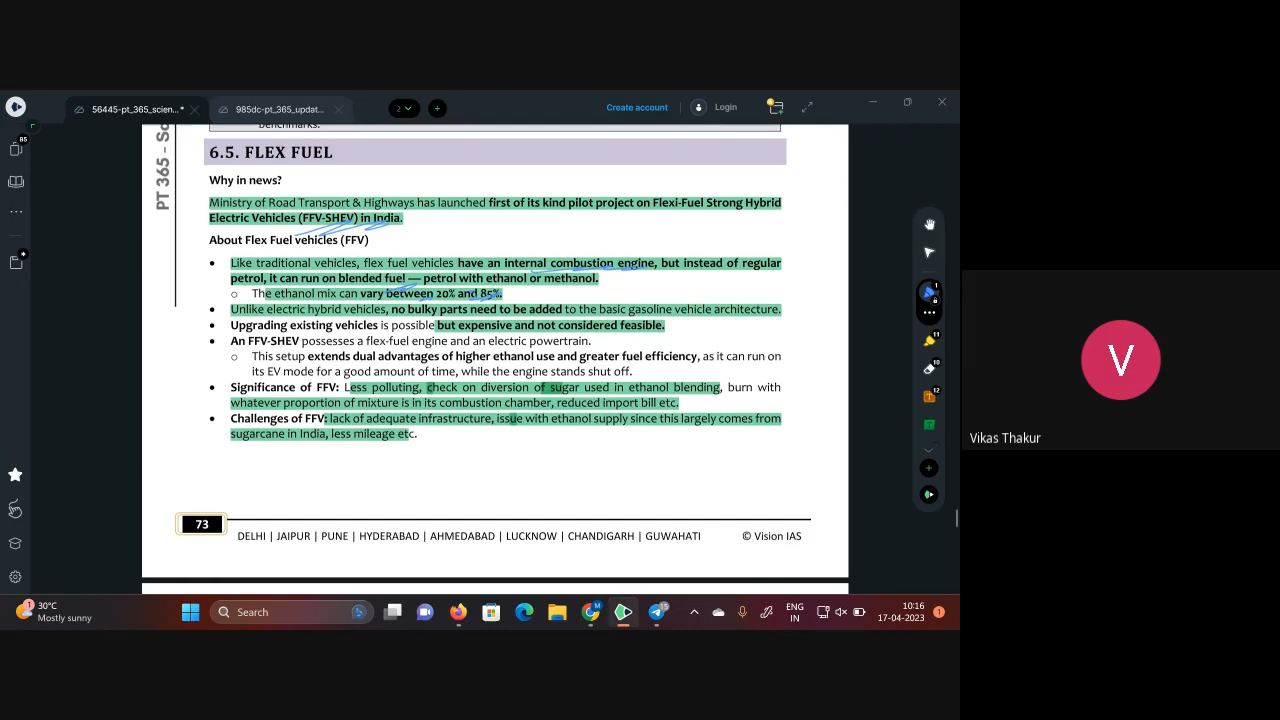 56445-pt_365_scien...*
985dc-pt_365_updat...
2
Create account
Login
85
PT 365 - Sc
benchmarks.
6.5. FLEX FUEL
Why in news?
Ministry of Road Transport & Highways has launched first of its kind pilot project on Flexi-Fuel Strong Hybrid
Electric Vehicles (FFV-SHEV) in India.
About Flex Fuel vehicles (FFV)
• Like traditional vehicles, flex fuel vehicles have an internal combustion engine, but instead of regular
petrol, it can run on blended fuel — petrol with ethanol or methanol.
o The ethanol mix can vary between 20% and 85%.
• Unlike electric hybrid vehicles, no bulky parts need to be added to the basic gasoline vehicle architecture.
• Upgrading existing vehicles is possible but expensive and not considered feasible.
• An FFV-SHEV possesses a flex-fuel engine and an electric powertrain.
o This setup extends dual advantages of higher ethanol use and greater fuel efficiency, as it can run on
its EV mode for a good amount of time, while the engine stands shut off.
• Significance of FFV: Less polluting, check on diversion of sugar used in ethanol blending, burn with
whatever proportion of mixture is in its combustion chamber, reduced import bill etc.
• Challenges of FFV: lack of adequate infrastructure, issue with ethanol supply since this largely comes from
sugarcane in India, less mileage etc.
73
DELHI | JAIPUR | PUNE | HYDERABAD | AHMEDABAD | LUCKNOW | CHANDIGARH | GUWAHATI
© Vision IAS
1
11
10
12
V
Vikas Thakur
1
30°C
Mostly sunny
Search
M
15
ENG
IN
10:16
17-04-2023
1